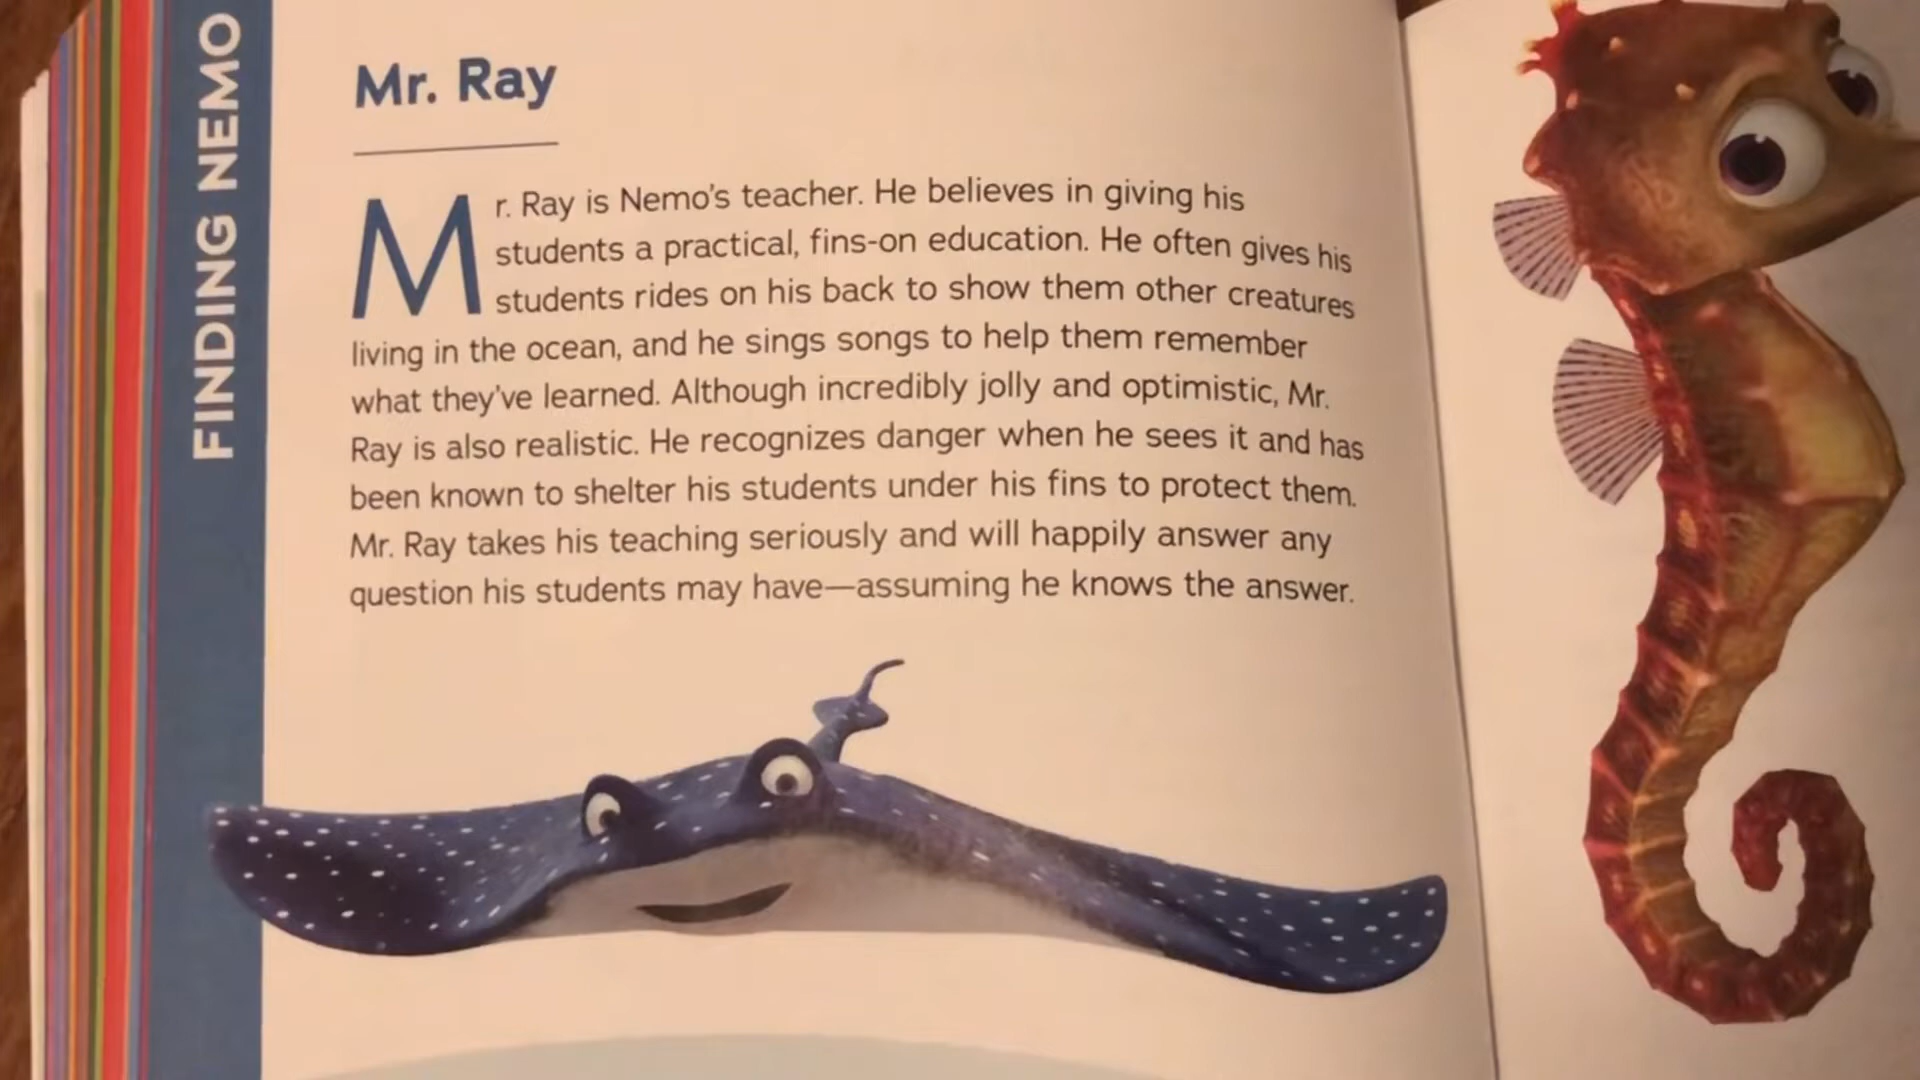 FINDING NEMO
Mr. Ray
Mr. Ray is Nemo's teacher. He believes in giving his
students a practical, fins-on education. He often gives his
students rides on his back to show them other creatures
living in the ocean, and he sings songs to help them remember
what they've learned. Although incredibly jolly and optimistic, Mr.
Ray is also realistic. He recognizes danger when he sees it and has
been known to shelter his students under his fins to protect them.
Mr. Ray takes his teaching seriously and will happily answer any
question his students may have—assuming he knows the answer.